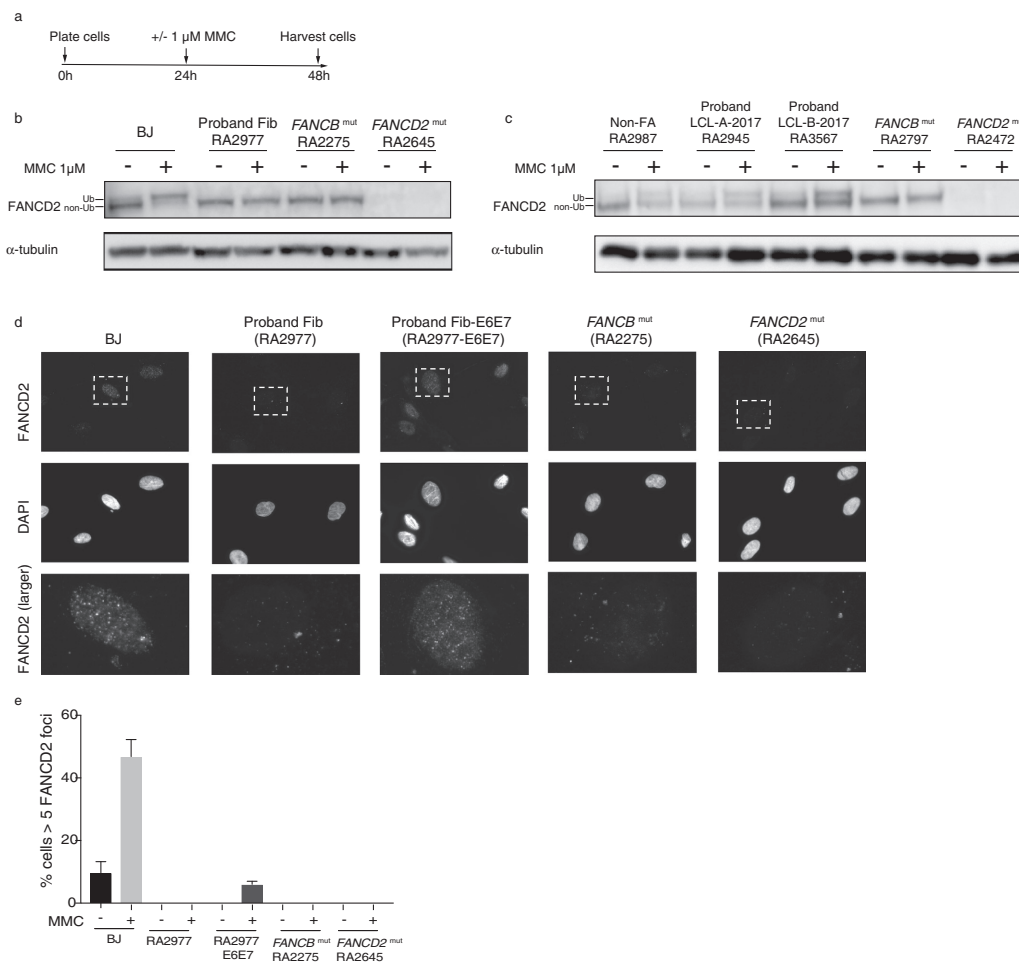 a
Plate cells +/- 1 µM MMC Harvest cells
0h 24h 48h
b
BJ Proband Fib RA2977 FANCB mut RA2275 FANCD2 mut RA2645
MMC 1µM - + - + - + - +
FANCD2 Ub non-Ub
α-tubulin
c
Non-FA RA2987 Proband LCL-A-2017 RA2945 Proband LCL-B-2017 RA3567 FANCB mut RA2797 FANCD2 mut RA2472
MMC 1µM - + - + - + - + - +
FANCD2 Ub non-Ub
α-tubulin
d
BJ Proband Fib (RA2977) Proband Fib-E6E7 (RA2977-E6E7) FANCB mut (RA2275) FANCD2 mut (RA2645)
FANCD2
DAPI
FANCD2 (larger)
e
% cells > 5 FANCD2 foci
60
40
20
0
MMC - + - + - + - + - +
BJ RA2977 RA2977 E6E7 FANCB mut RA2275 FANCD2 mut RA2645